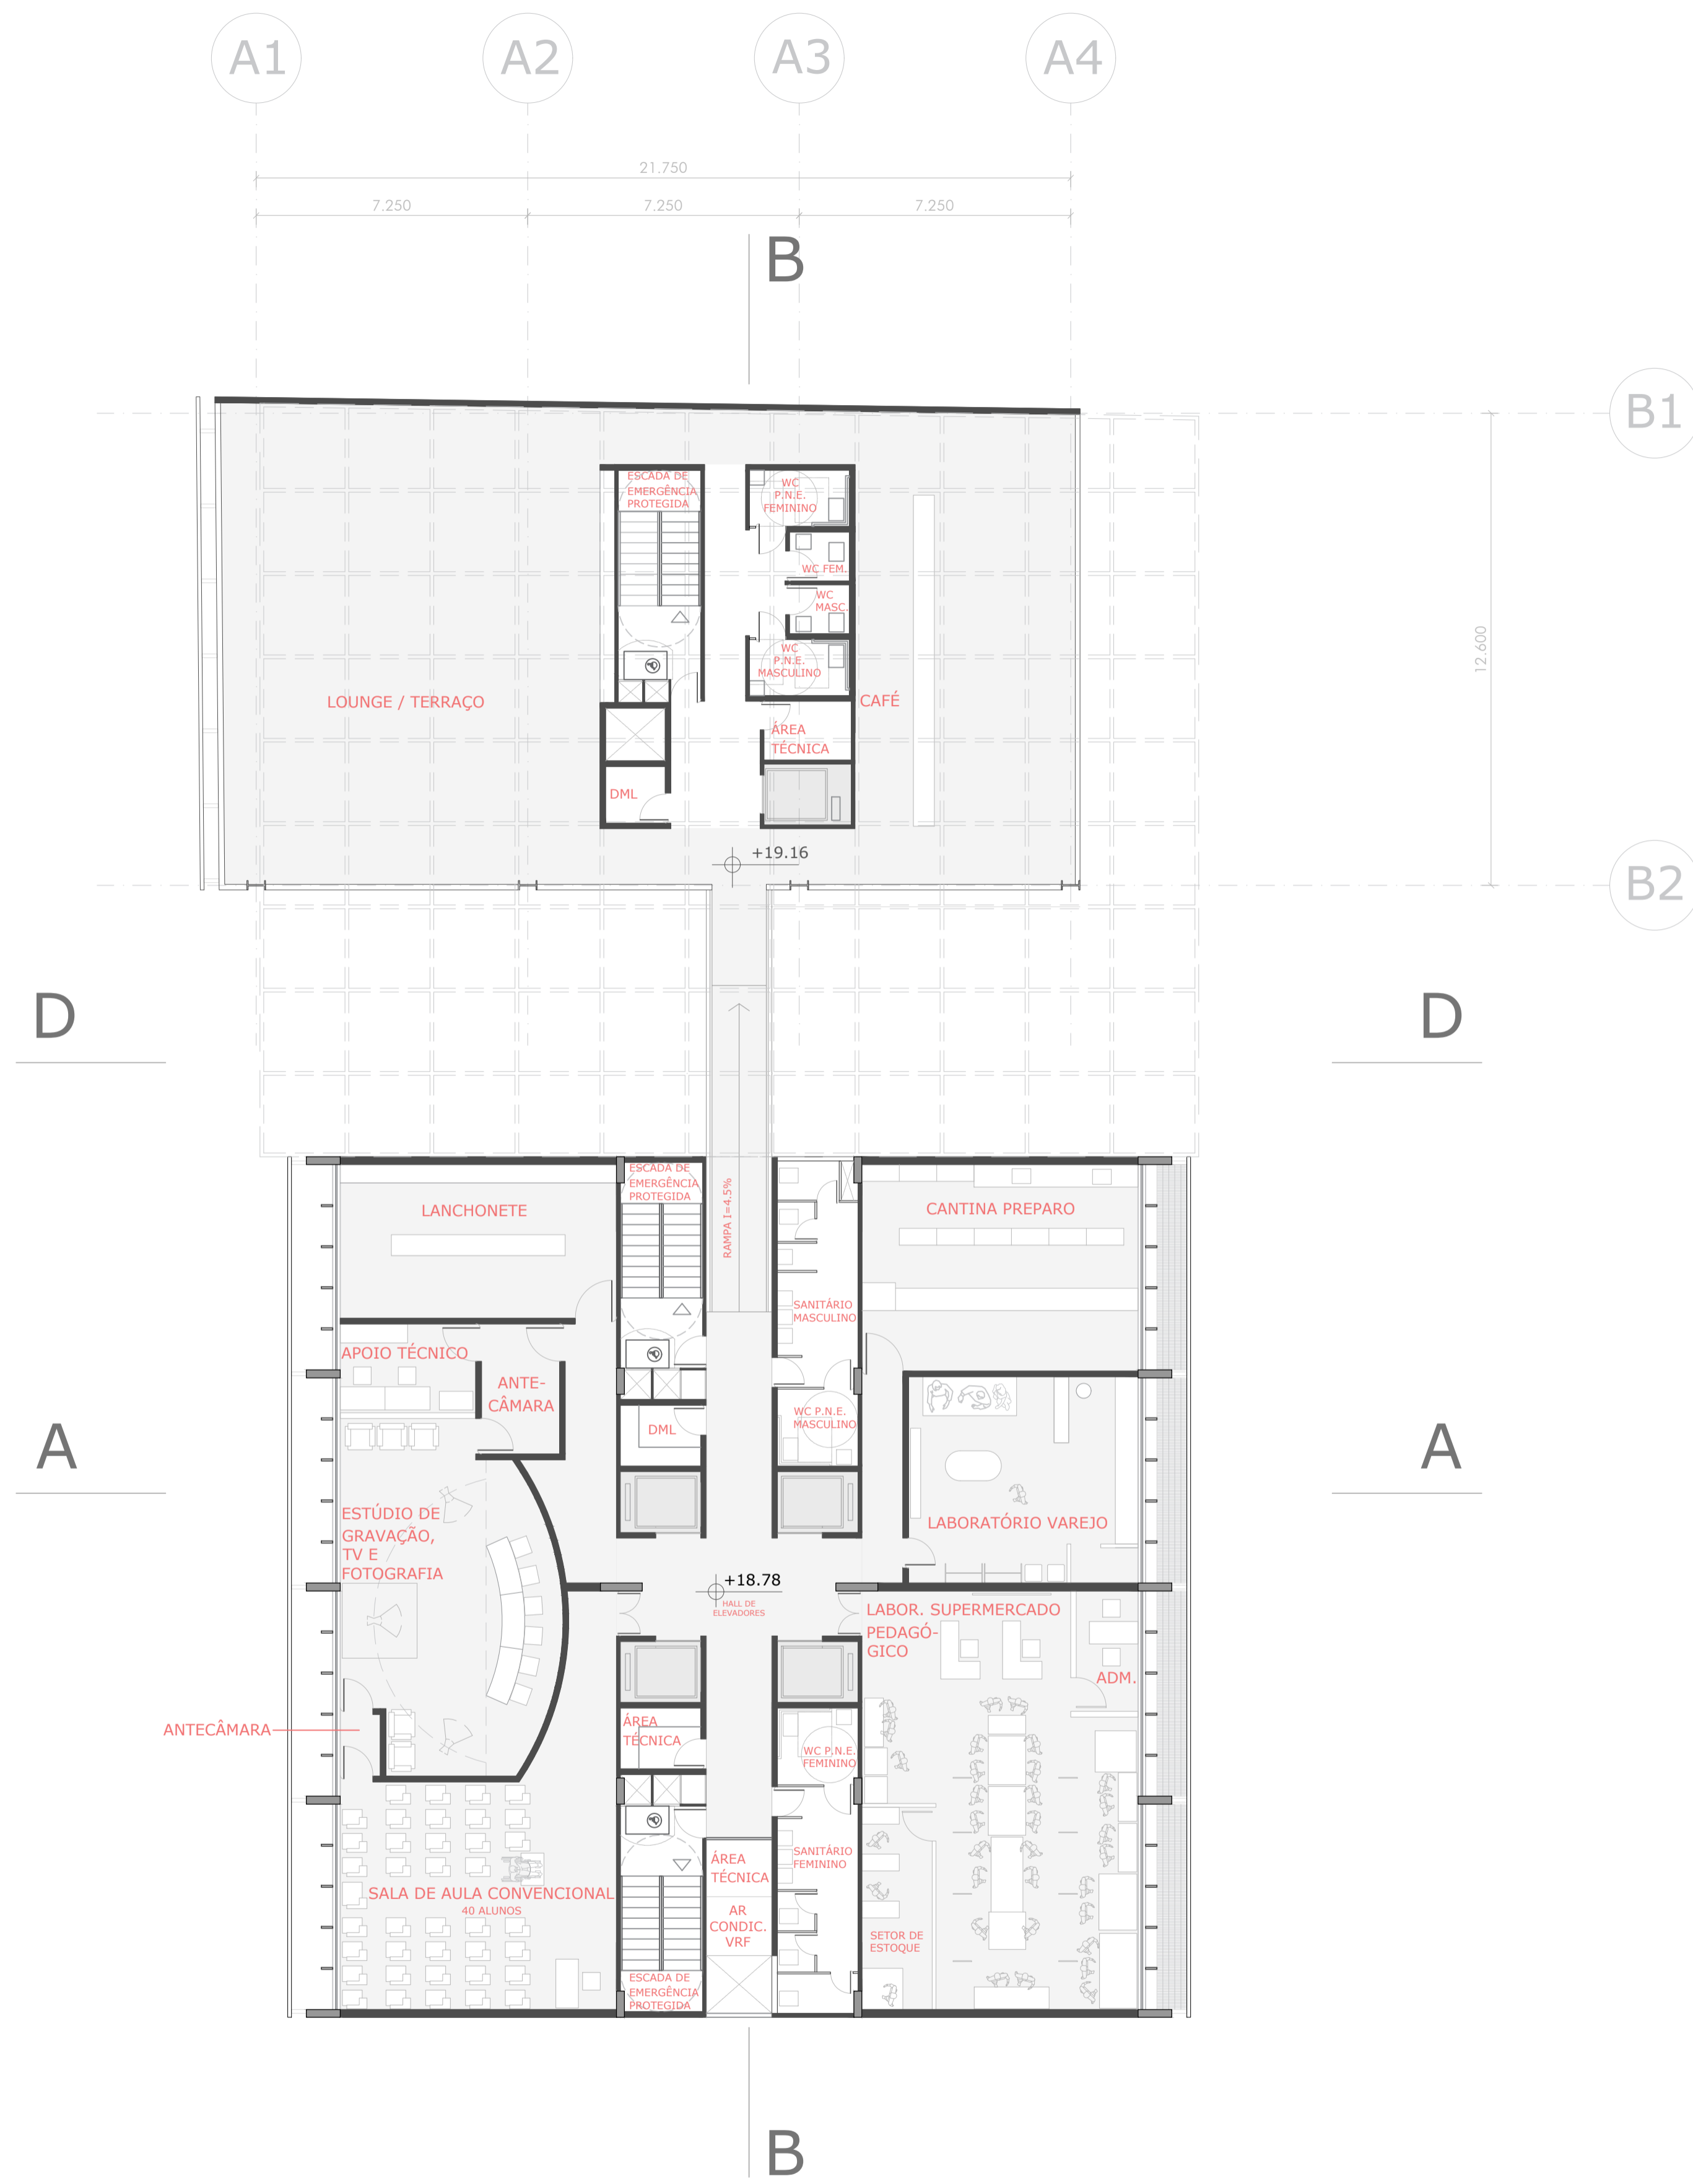 A1
A2
A3
A4
21.750
7.250
7.250
7.250
B
B1
ESCADA DE
EMERGÊNCIA
PROTEGIDA
WC
P.N.E.
FEMININO
WC FEM.
WC
MASC.
WC
P.N.E.
MASCULINO
12.600
LOUNGE / TERRAÇO
CAFÉ
ÁREA
TÉCNICA
DML
+19.16
B2
D
D
ESCADA DE
EMERGÊNCIA
PROTEGIDA
RAMPA I=4.5%
LANCHONETE
CANTINA PREPARO
SANITÁRIO
MASCULINO
APOIO TÉCNICO
ANTE-
CÂMARA
DML
WC P.N.E.
MASCULINO
A
A
ESTÚDIO DE
GRAVAÇÃO,
TV E
FOTOGRAFIA
LABORATÓRIO VAREJO
+18.78
HALL DE
ELEVADORES
LABOR. SUPERMERCADO
PEDAGÓ-
GICO
ADM.
ANTECÂMARA
ÁREA
TÉCNICA
WC P.N.E.
FEMININO
SANITÁRIO
FEMININO
ÁREA
TÉCNICA
AR
CONDIC.
VRF
SALA DE AULA CONVENCIONAL
40 ALUNOS
SETOR DE
ESTOQUE
ESCADA DE
EMERGÊNCIA
PROTEGIDA
B